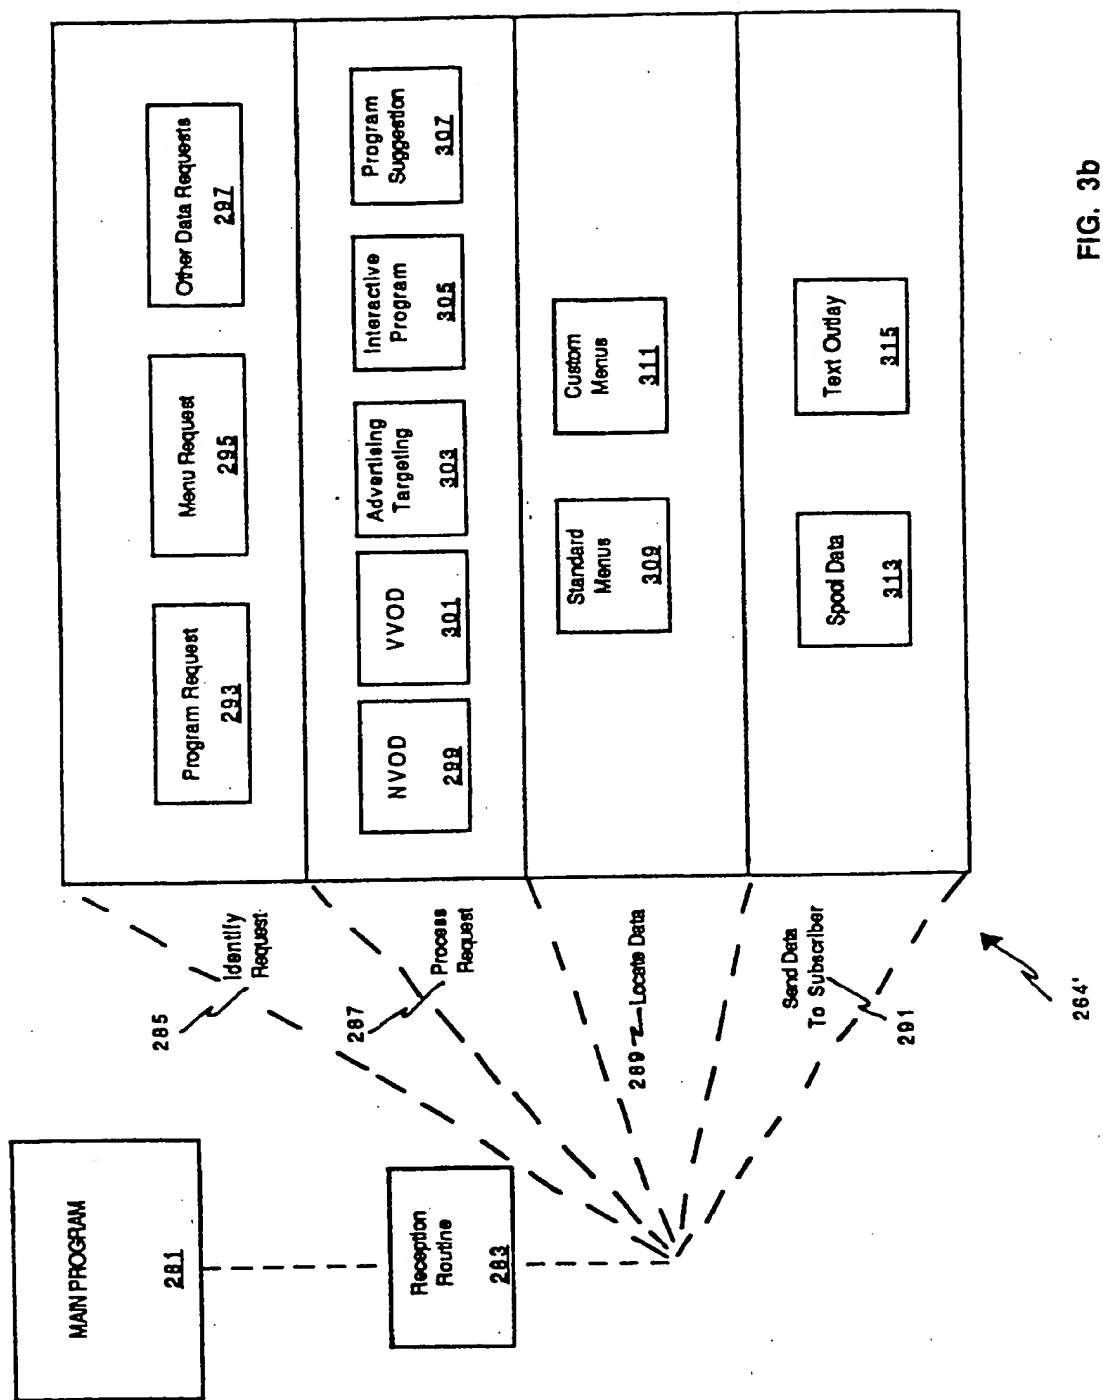 MAIN PROGRAM
281
Reception
Routine
283
285
Identify
Request
287
Process
Request
289
Locate Data
Send Data
To Subscriber
291
264'
Program Request
293
Menu Request
295
Other Data Requests
297
NVOD
299
VVOD
301
Advertising
Targeting
303
Interactive
Program
305
Program
Suggestion
307
Standard
Menus
309
Custom
Menus
311
Spool Data
313
Text Outlay
315
FIG. 3b